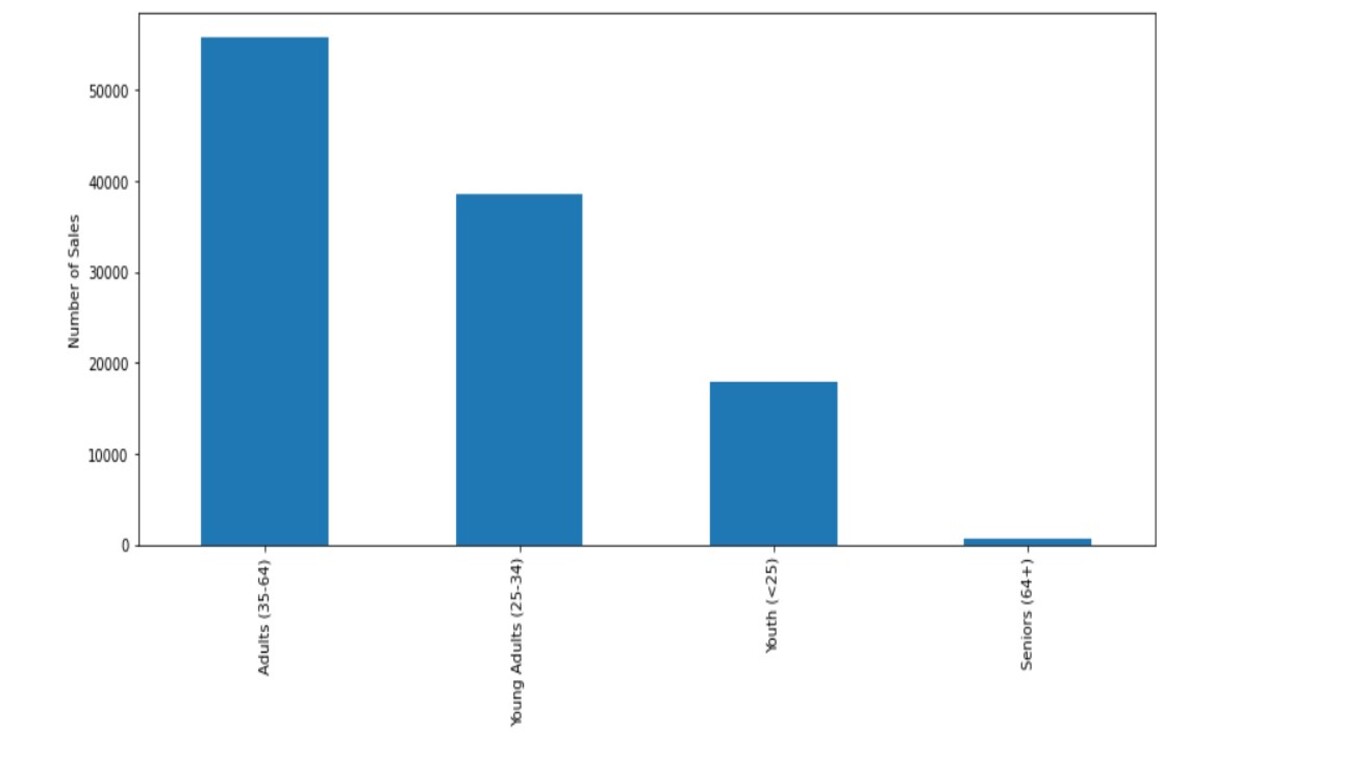 Number of Sales
50000
40000
30000
20000
10000
0
Adults (35-64)
Young Adults (25-34)
Youth (<25)
Seniors (64+)